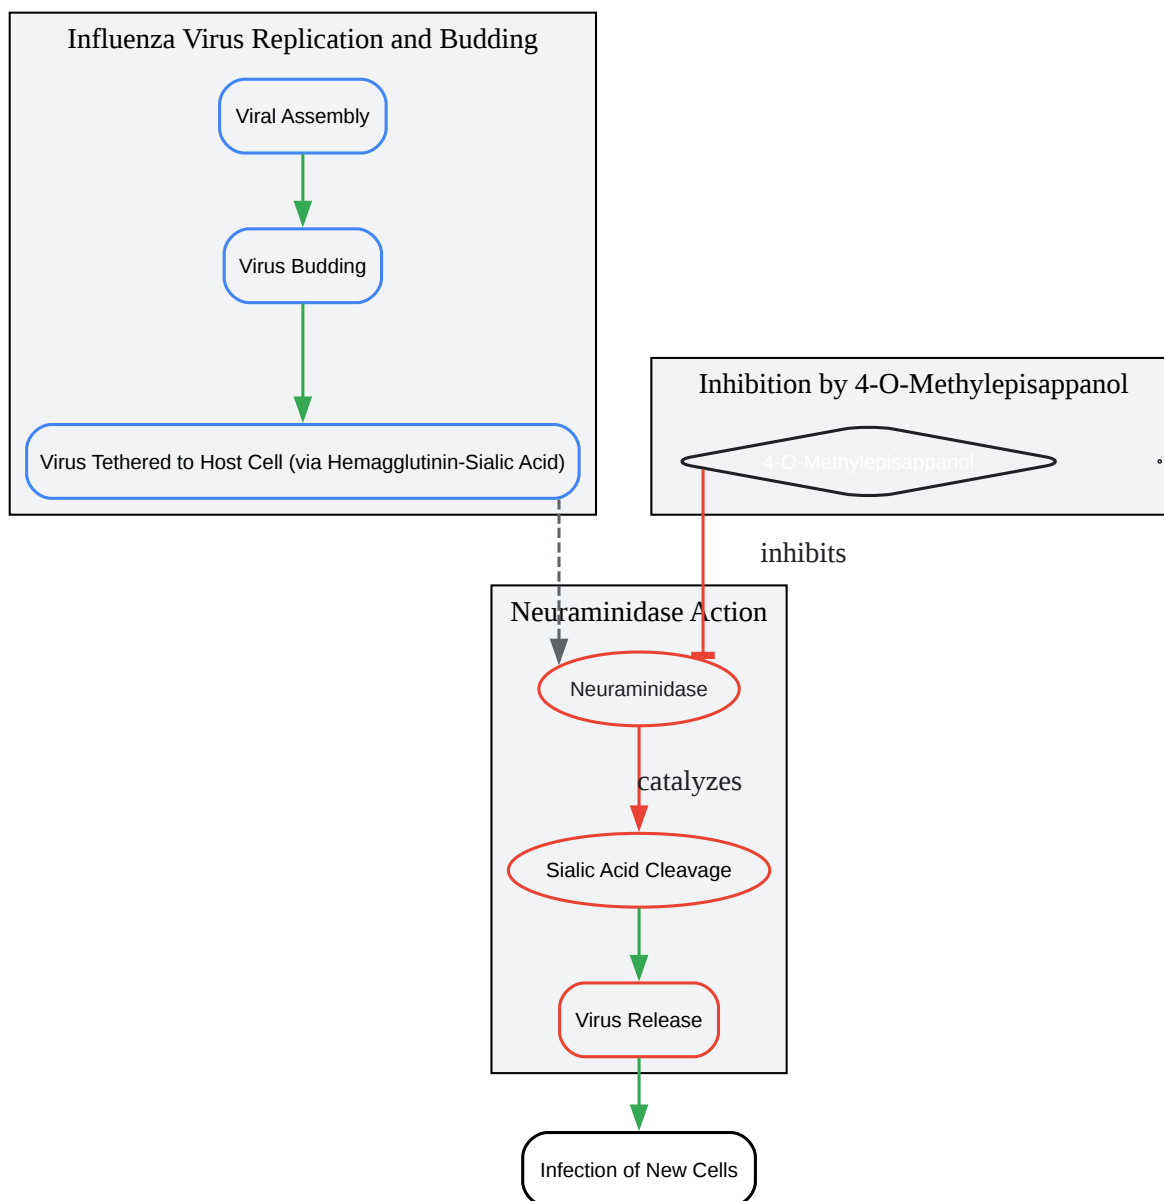 Influenza Virus Replication and Budding
Viral Assembly
Virus Budding
Virus Tethered to Host Cell (via Hemagglutinin-Sialic Acid)
Inhibition by 4-O-Methylepisappanol
4-O-Methylepisappanol
inhibits
Neuraminidase Action
Neuraminidase
catalyzes
Sialic Acid Cleavage
Virus Release
Infection of New Cells